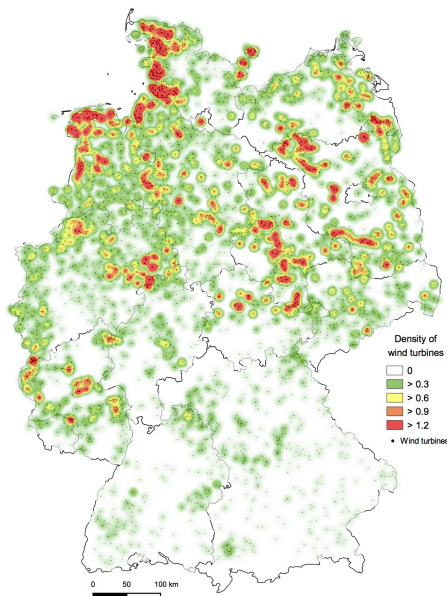 Density of
wind turbines
0
> 0.3
> 0.6
> 0.9
> 1.2
Wind turbines
0 50 100 km